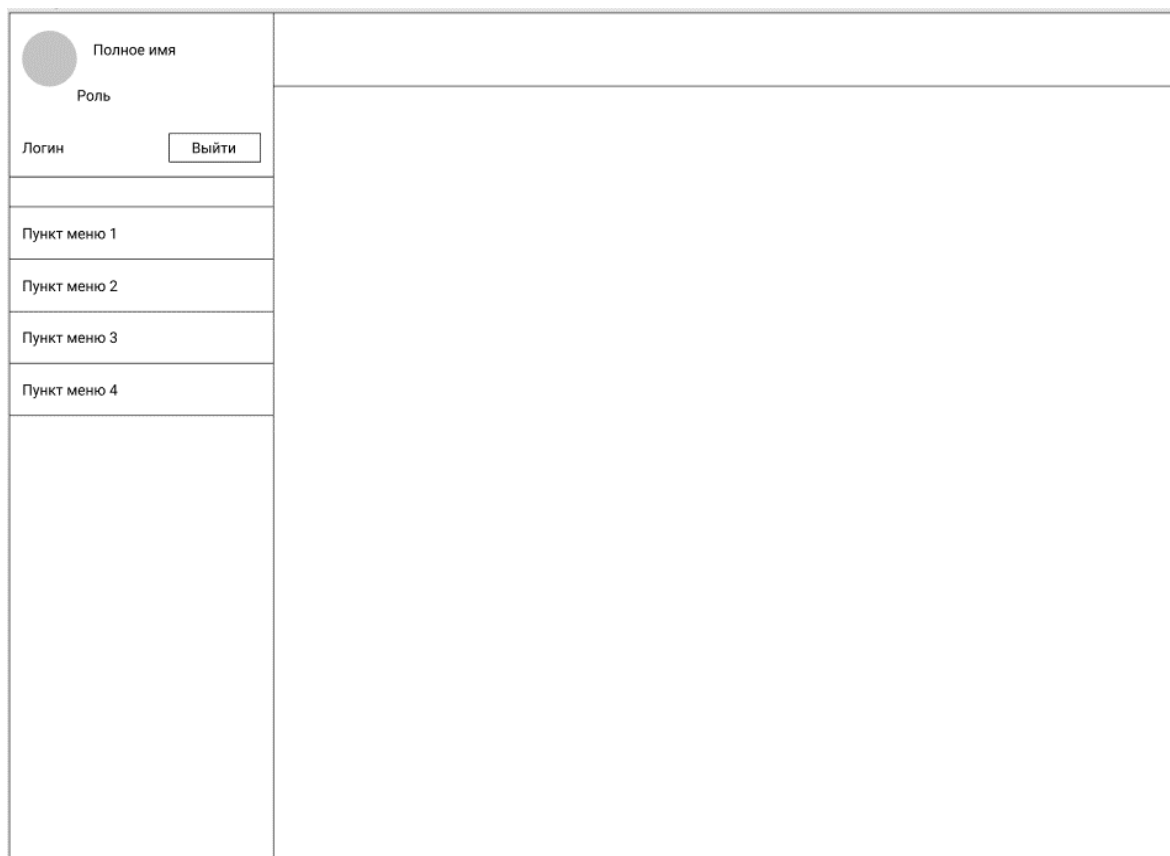 Полное имя
Роль
Логин
Выйти
Пункт меню 1
Пункт меню 2
Пункт меню 3
Пункт меню 4